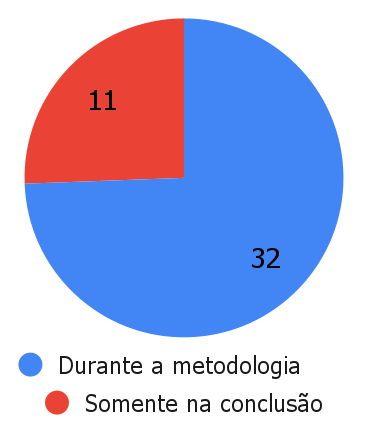 11
32
Durante a metodologia
Somente na conclusão